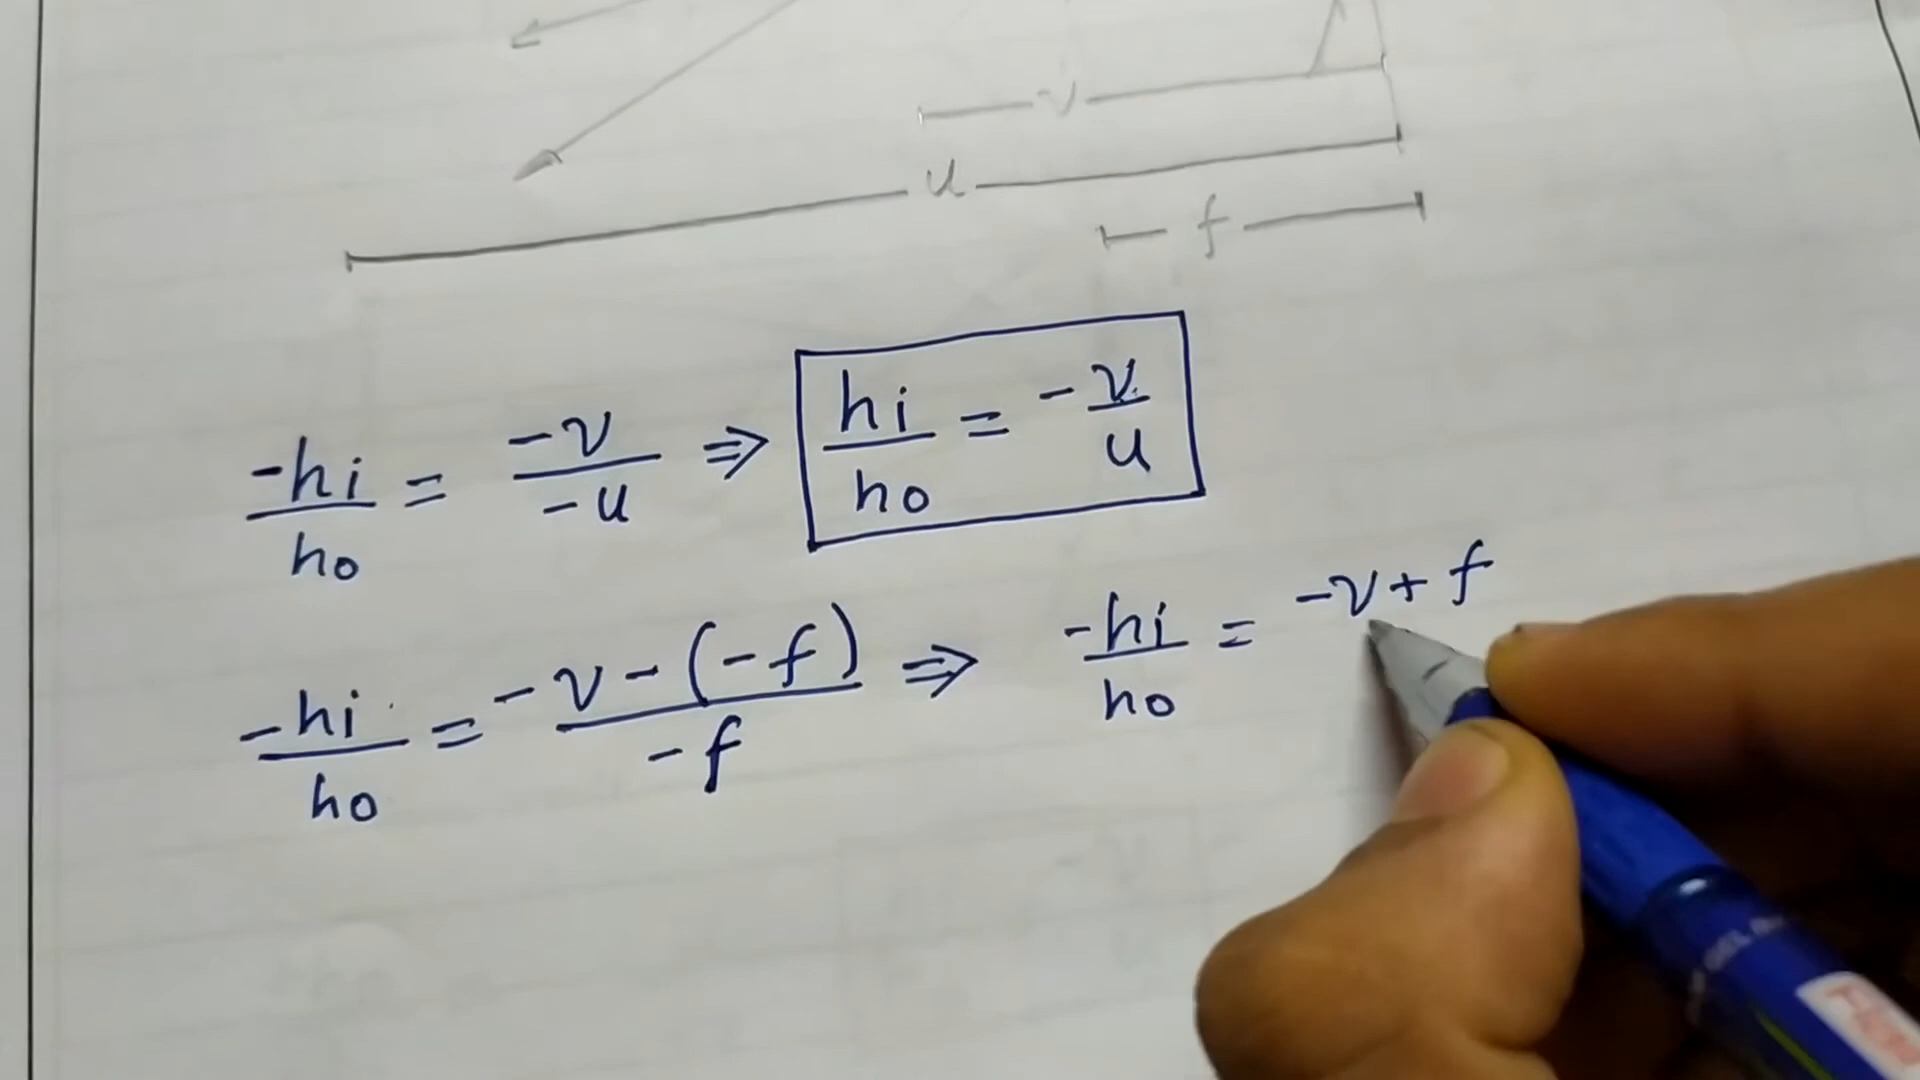 v
u
f
-hi/ho = -v/-u ⇒ hi/ho = -v/u
-hi/ho = -v-(-f)/-f ⇒ -hi/ho = -v+f